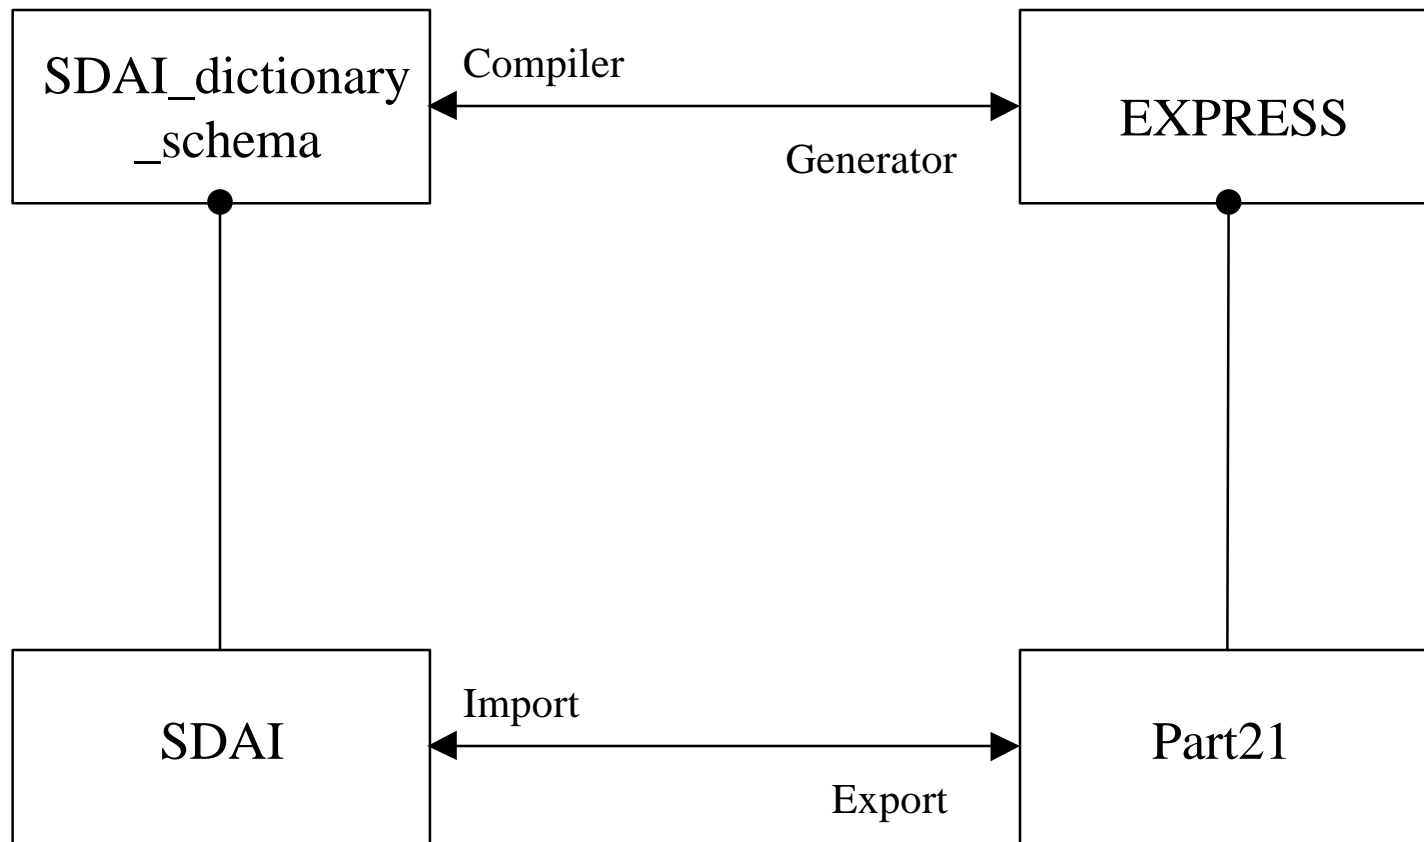 SDAI_dictionary
_schema
Compiler
Generator
EXPRESS
SDAI
Import
Export
Part21